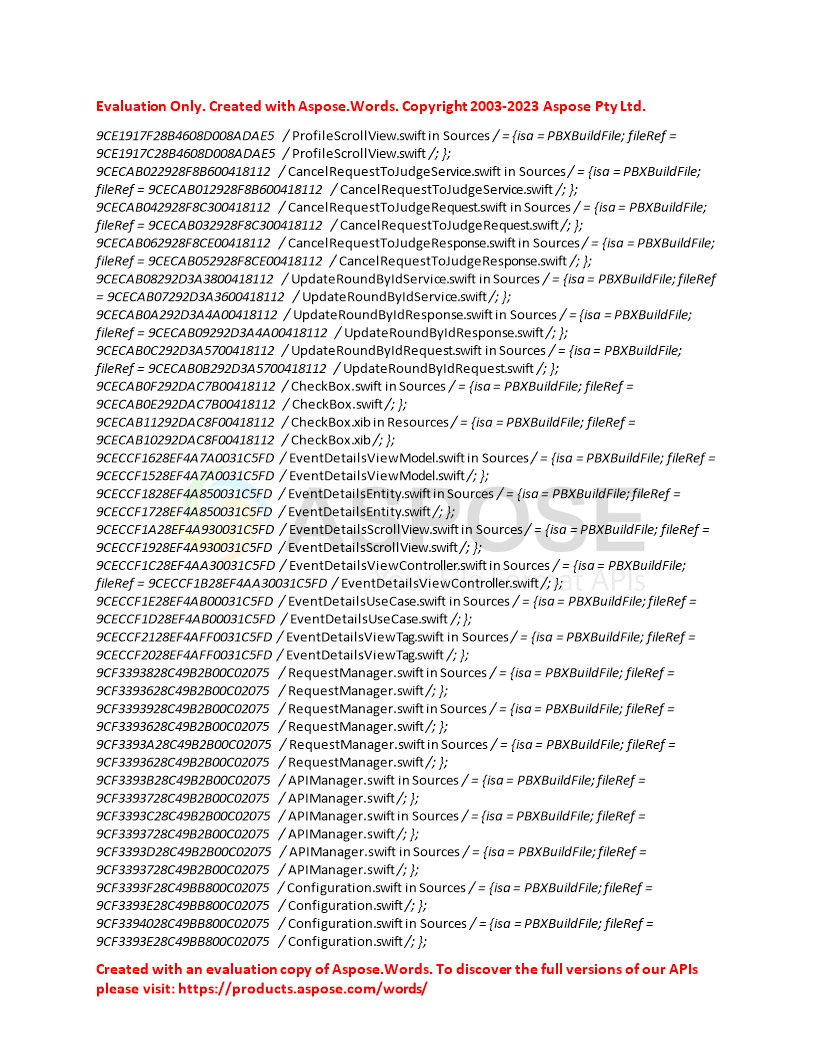 Evaluation Only. Created with Aspose.Words. Copyright 2003-2023 Aspose Pty Ltd.
9CE1917F28B4608D008ADAE5 / ProfileScrollView.swift in Sources / = {isa = PBXBuildFile; fileRef =
9CE1917C28B4608D008ADAE5 / ProfileScrollView.swift /; };
9CECAB022928F8B600418112 / CancelRequestToJudgeService.swift in Sources / = {isa = PBXBuildFile;
fileRef = 9CECAB012928F8B600418112 / CancelRequestToJudgeService.swift /; };
9CECAB042928F8C300418112 / CancelRequestToJudgeRequest.swift in Sources / = {isa = PBXBuildFile;
fileRef = 9CECAB032928F8C300418112 / CancelRequestToJudgeRequest.swift /; };
9CECAB062928F8CE00418112 / CancelRequestToJudgeResponse.swift in Sources / = {isa = PBXBuildFile;
fileRef = 9CECAB052928F8CE00418112 / CancelRequestToJudgeResponse.swift /; };
9CECAB08292D3A3800418112 / UpdateRoundByIdService.swift in Sources / = {isa = PBXBuildFile; fileRef
= 9CECAB07292D3A3600418112 / UpdateRoundByIdService.swift /; };
9CECAB0A292D3A4A00418112 / UpdateRoundByIdResponse.swift in Sources / = {isa = PBXBuildFile;
fileRef = 9CECAB09292D3A4A00418112 / UpdateRoundByIdResponse.swift /; };
9CECAB0C292D3A5700418112 / UpdateRoundByIdRequest.swift in Sources / = {isa = PBXBuildFile;
fileRef = 9CECAB0B292D3A5700418112 / UpdateRoundByIdRequest.swift /; };
9CECAB0F292DAC7B00418112 / CheckBox.swift in Sources / = {isa = PBXBuildFile; fileRef =
9CECAB0E292DAC7B00418112 / CheckBox.swift /; };
9CECAB11292DAC8F00418112 / CheckBox.xib in Resources / = {isa = PBXBuildFile; fileRef =
9CECAB10292DAC8F00418112 / CheckBox.xib /; };
9CECCF1628EF4A7A0031C5FD / EventDetailsViewModel.swift in Sources / = {isa = PBXBuildFile; fileRef =
9CECCF1528EF4A7A0031C5FD / EventDetailsViewModel.swift /; };
9CECCF1828EF4A850031C5FD / EventDetailsEntity.swift in Sources / = {isa = PBXBuildFile; fileRef =
9CECCF1728EF4A850031C5FD / EventDetailsEntity.swift /; };
9CECCF1A28EF4A930031C5FD / EventDetailsScrollView.swift in Sources / = {isa = PBXBuildFile; fileRef =
9CECCF1928EF4A930031C5FD / EventDetailsScrollView.swift /; };
9CECCF1C28EF4AA30031C5FD / EventDetailsViewController.swift in Sources / = {isa = PBXBuildFile;
fileRef = 9CECCF1B28EF4AA30031C5FD / EventDetailsViewController.swift /; };
9CECCF1E28EF4AB00031C5FD / EventDetailsUseCase.swift in Sources / = {isa = PBXBuildFile; fileRef =
9CECCF1D28EF4AB00031C5FD / EventDetailsUseCase.swift /; };
9CECCF2128EF4AFF0031C5FD / EventDetailsViewTag.swift in Sources / = {isa = PBXBuildFile; fileRef =
9CECCF2028EF4AFF0031C5FD / EventDetailsViewTag.swift /; };
9CF3393828C49B2B00C02075 / RequestManager.swift in Sources / = {isa = PBXBuildFile; fileRef =
9CF3393628C49B2B00C02075 / RequestManager.swift /; };
9CF3393928C49B2B00C02075 / RequestManager.swift in Sources / = {isa = PBXBuildFile; fileRef =
9CF3393628C49B2B00C02075 / RequestManager.swift /; };
9CF3393A28C49B2B00C02075 / RequestManager.swift in Sources / = {isa = PBXBuildFile; fileRef =
9CF3393628C49B2B00C02075 / RequestManager.swift /; };
9CF3393B28C49B2B00C02075 / APIManager.swift in Sources / = {isa = PBXBuildFile; fileRef =
9CF3393728C49B2B00C02075 / APIManager.swift /; };
9CF3393C28C49B2B00C02075 / APIManager.swift in Sources / = {isa = PBXBuildFile; fileRef =
9CF3393728C49B2B00C02075 / APIManager.swift /; };
9CF3393D28C49B2B00C02075 / APIManager.swift in Sources / = {isa = PBXBuildFile; fileRef =
9CF3393728C49B2B00C02075 / APIManager.swift /; };
9CF3393F28C49BB800C02075 / Configuration.swift in Sources / = {isa = PBXBuildFile; fileRef =
9CF3393E28C49BB800C02075 / Configuration.swift /; };
9CF3394028C49BB800C02075 / Configuration.swift in Sources / = {isa = PBXBuildFile; fileRef =
9CF3393E28C49BB800C02075 / Configuration.swift /; };
ASPOSE
Created with an evaluation copy of Aspose.Words. To discover the full versions of our APIs
please visit: https://products.aspose.com/words/